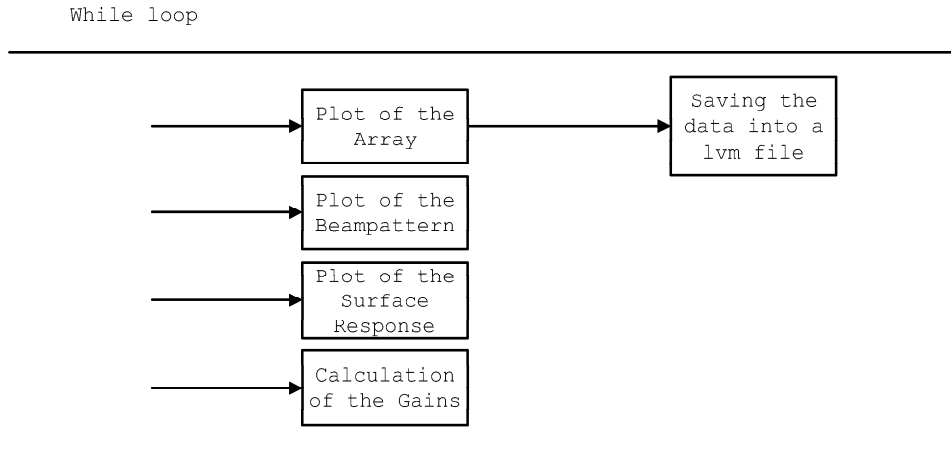 While loop
Plot of the
Array
Saving the
data into a
lvm file
Plot of the
Beampattern
Plot of the
Surface
Response
Calculation
of the Gains